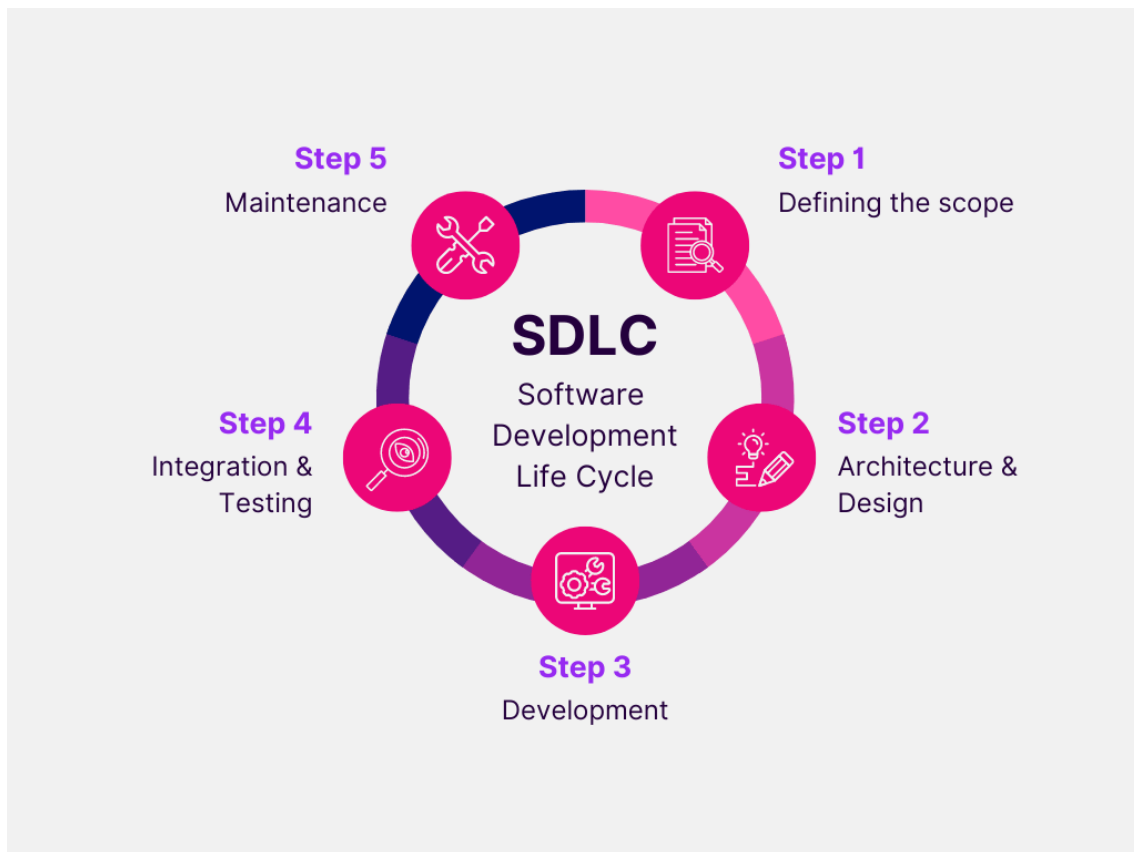 Step 5
Maintenance
Step 1
Defining the scope
SDLC
Software
Development
Life Cycle
Step 4
Integration &
Testing
Step 2
Architecture &
Design
Step 3
Development